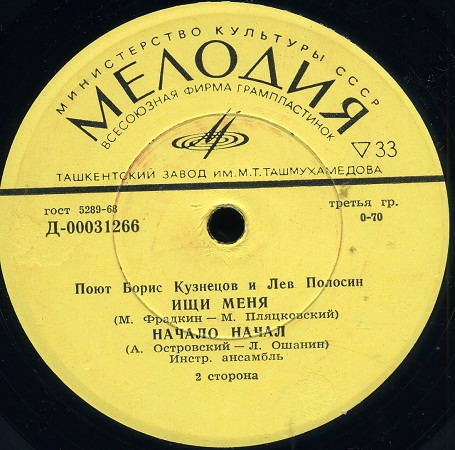 МИНИСТЕРСТВО КУЛЬТУРЫ СССР
МЕЛОДИЯ
ВСЕСОЮЗНАЯ ФИРМА ГРАМПЛАСТИНОК
▽ 33
ТАШКЕНТСКИЙ ЗАВОД ИМ. М.Т. ТАШМУХАМЕДОВА
гост 5289-68
третья гр.
Д-00031266
0-70
Поют Борис Кузнецов и Лев Полосин
ИЩИ МЕНЯ
(М. Фрадкин — М. Пляцковский)
НАЧАЛО НАЧАЛ
(А. Островский — Л. Ошанин)
Инстр. ансамбль
2 сторона